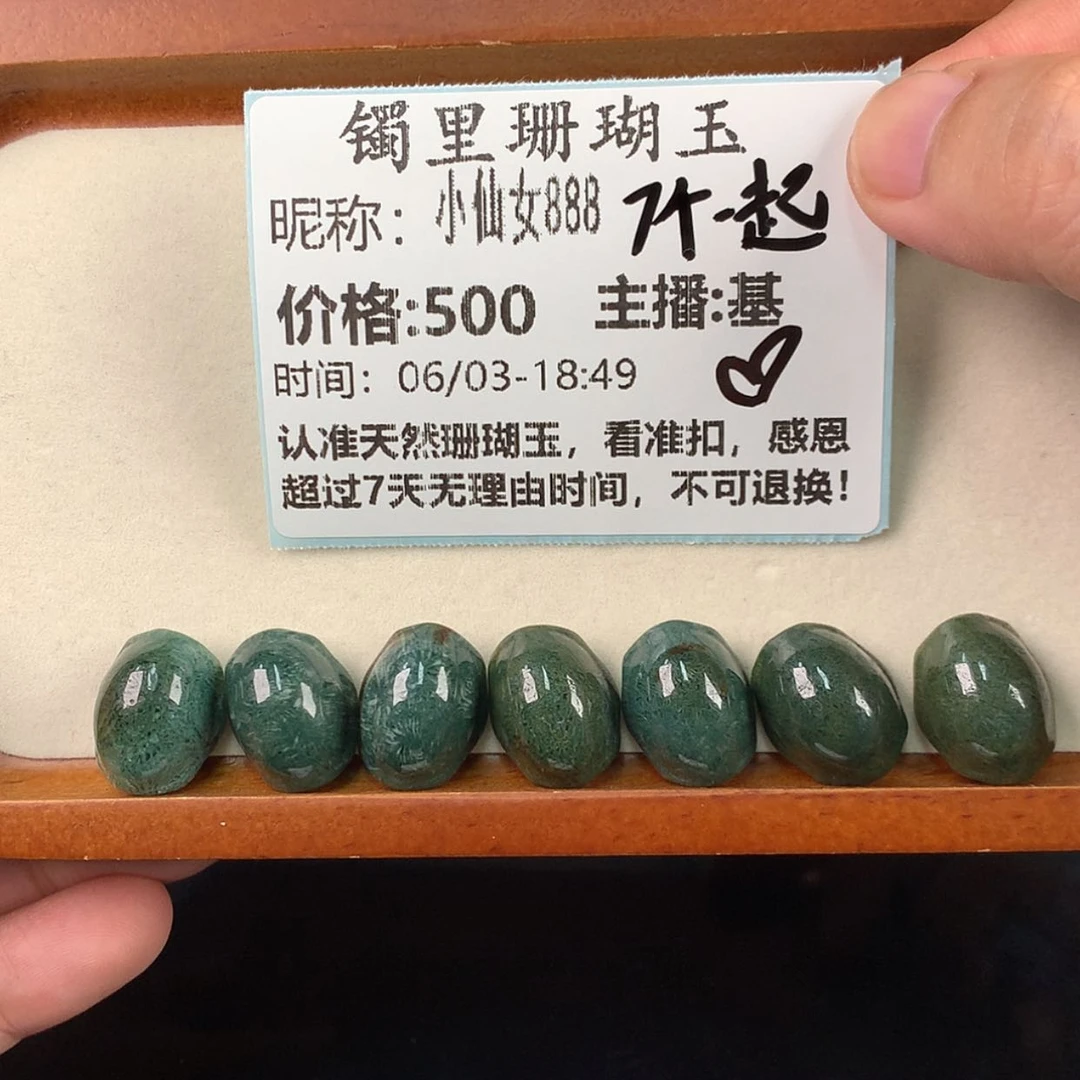 镯里珊瑚玉
昵称：小仙女888 7个一起
价格:500 主播:基
时间：06/03-18:49
认准天然珊瑚玉，看准扣，感恩
超过7天无理由时间，不可退换！